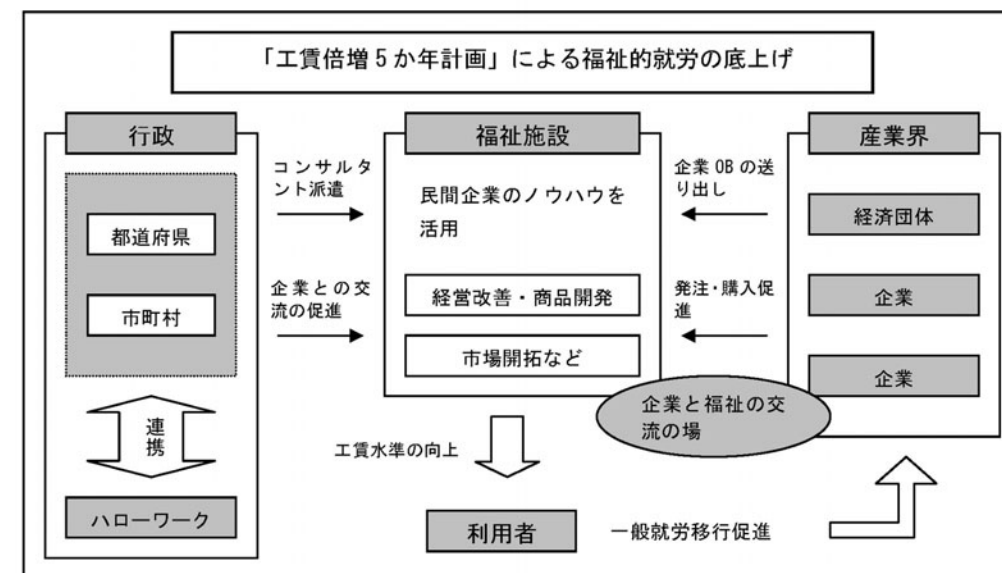 「工賃倍増5か年計画」による福祉的就労の底上げ
行政
都道府県
市町村
連携
ハローワーク
コンサルタ
ント派遣
企業との交
流の促進
福祉施設
民間企業のノウハウを
活用
経営改善・商品開発
市場開拓など
企業 OB の送
り出し
発注・購入促
進
産業界
経済団体
企業
企業
企業と福祉の交
流の場
工賃水準の向上
利用者
一般就労移行促進